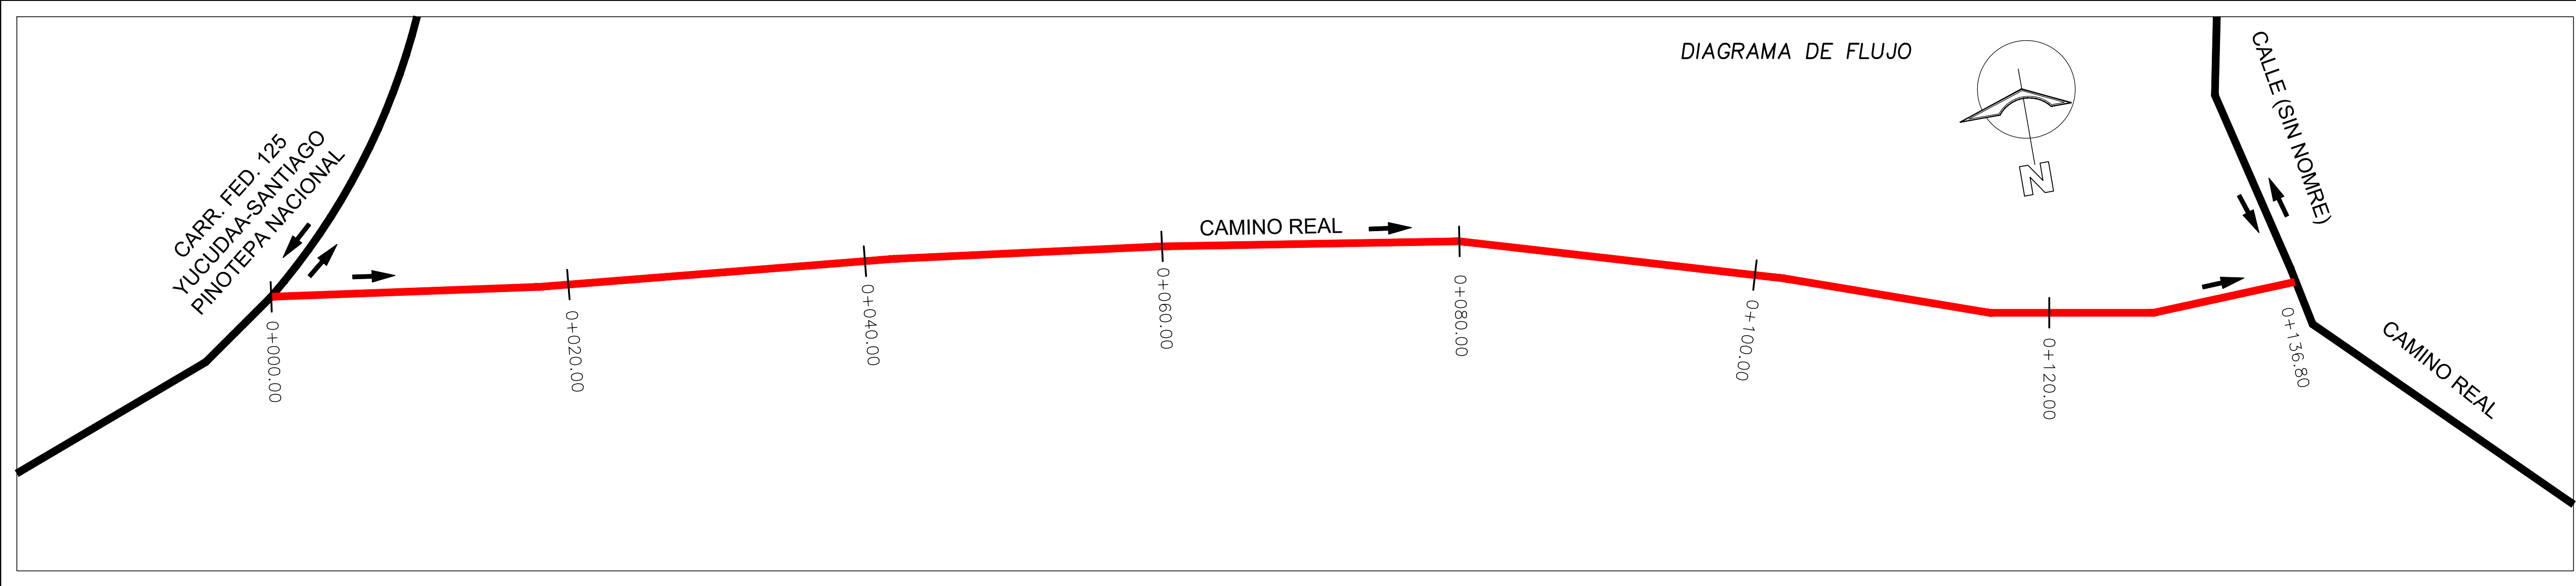 DIAGRAMA DE FLUJO
CARR. FED. 125
YUCUDAA-SANTIAGO
PINOTEPA NACIONAL
CAMINO REAL
CALLE (SIN NOMBRE)
CAMINO REAL
N
0+000.00
0+020.00
0+040.00
0+060.00
0+080.00
0+100.00
0+120.00
0+136.80